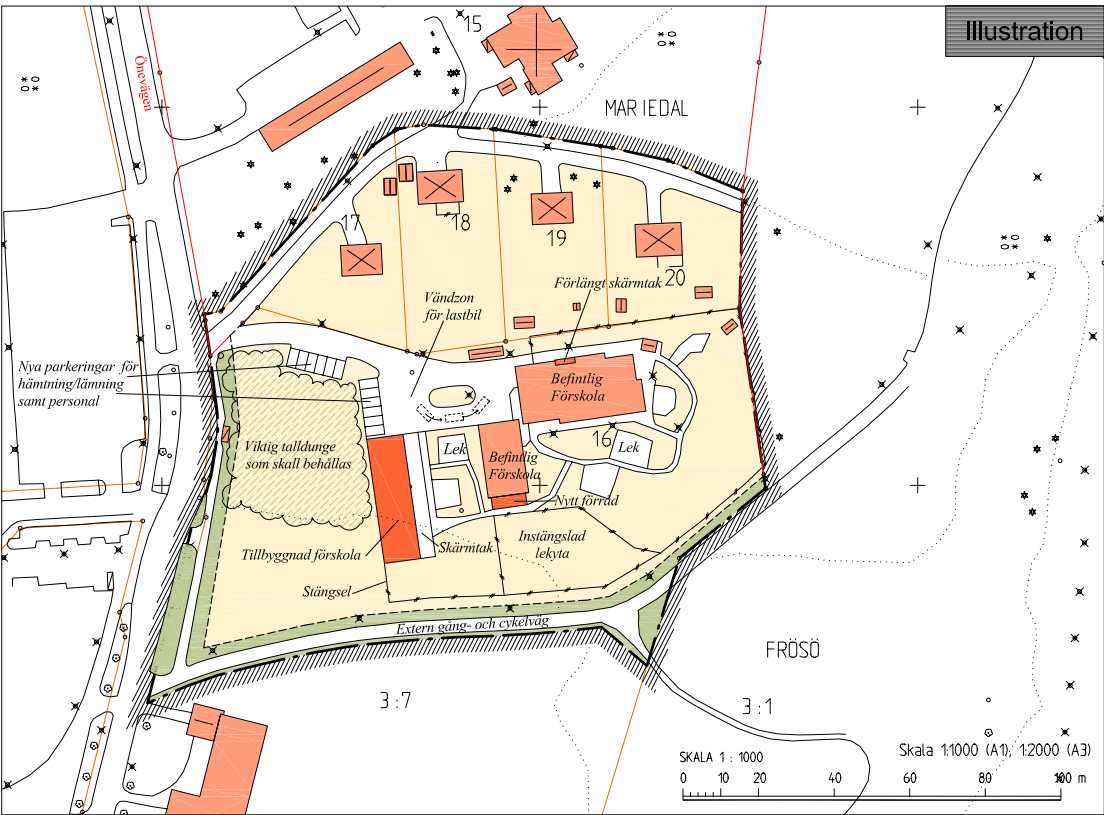 Illustration
15
Önevägen
MARIEDAL
17
18
19
20
Förlängt skärmtak
Vändzon
för lastbil
Nya parkeringar för
hämtning/lämning
samt personal
Befintlig
Förskola
16
Lek
Lek
Viktig talldunge
som skall behållas
Befintlig
Förskola
Nytt förråd
Instängslad
lekyta
Skärmtak
Tillbyggnad förskola
Stängsel
Extern gång- och cykelväg
FRÖSÖ
3:7
3:1
Skala 1:1000 (A1), 1:2000 (A3)
SKALA 1 : 1000
0 10 20 40 60 80 100 m